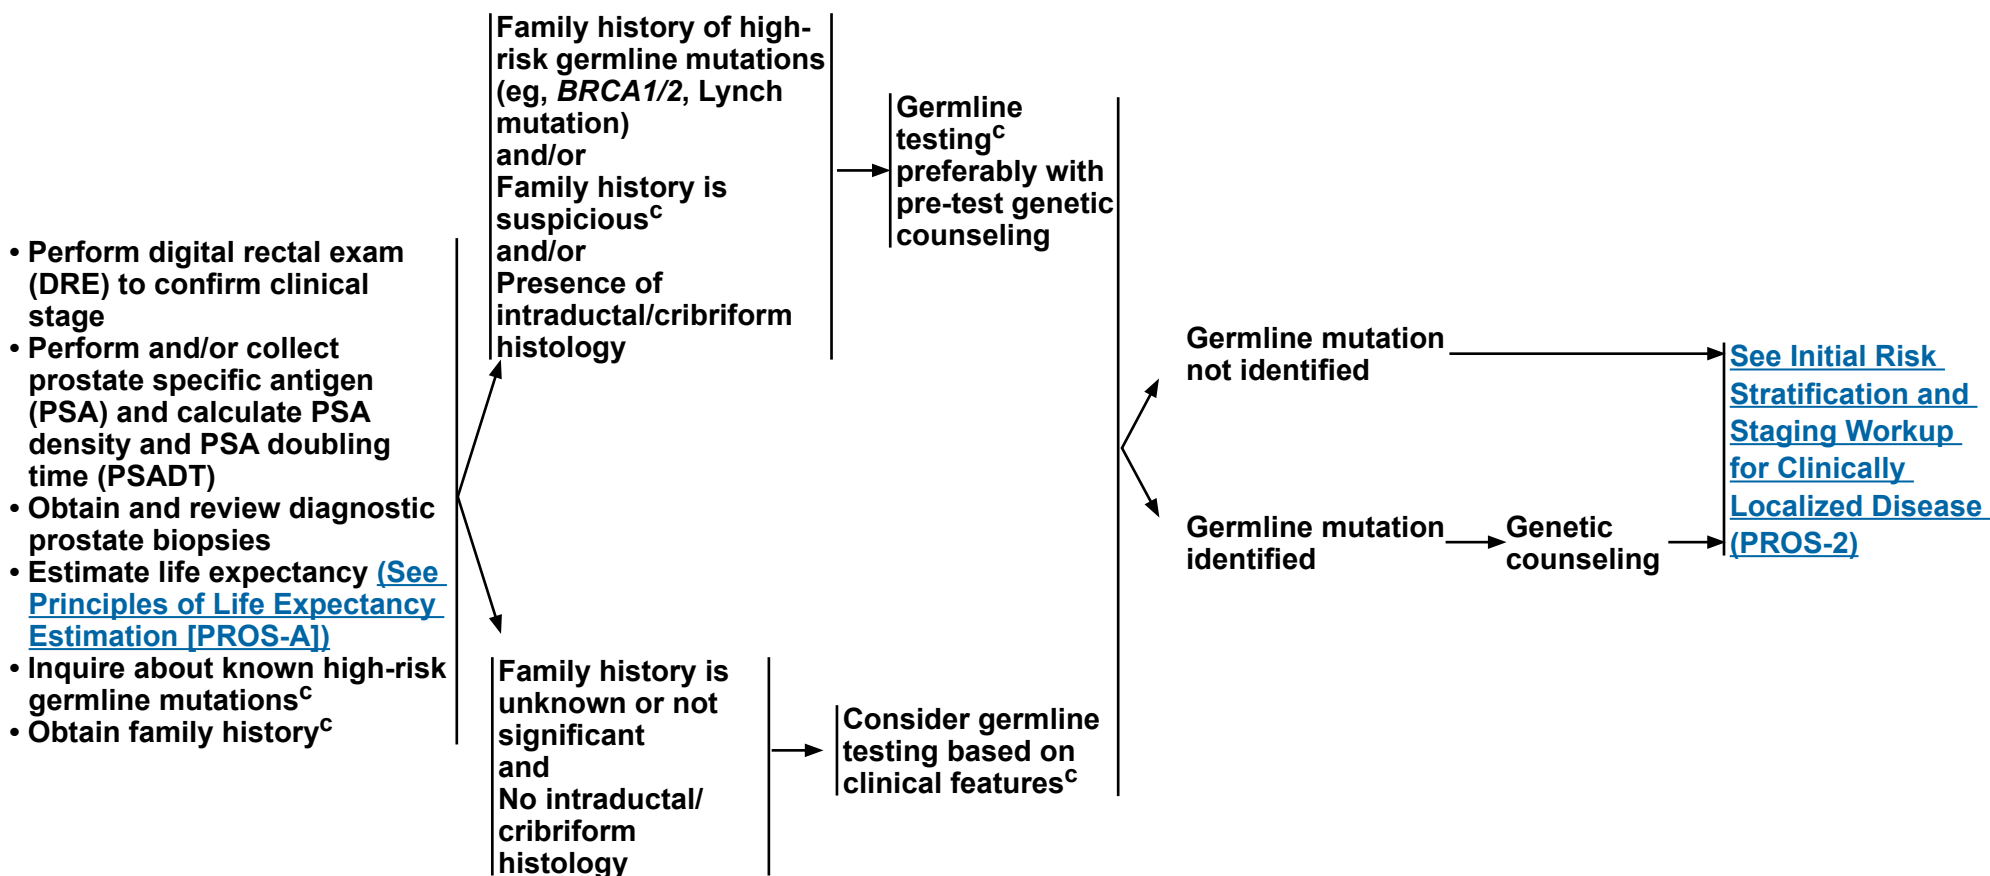 • Perform digital rectal exam
(DRE) to confirm clinical
stage
• Perform and/or collect
prostate specific antigen
(PSA) and calculate PSA
density and PSA doubling
time (PSADT)
• Obtain and review diagnostic
prostate biopsies
• Estimate life expectancy (See
Principles of Life Expectancy
Estimation [PROS-A])
• Inquire about known high-risk
germline mutationsᶜ
• Obtain family historyᶜ
Family history of high-
risk germline mutations
(eg, BRCA1/2, Lynch
mutation)
and/or
Family history is
suspiciousᶜ
and/or
Presence of
intraductal/cribriform
histology
Germline
testingᶜ
preferably with
pre-test genetic
counseling
Family history is
unknown or not
significant
and
No intraductal/
cribriform
histology
Consider germline
testing based on
clinical featuresᶜ
Germline mutation
not identified
Germline mutation
identified
Genetic
counseling
See Initial Risk
Stratification and
Staging Workup
for Clinically
Localized Disease
(PROS-2)